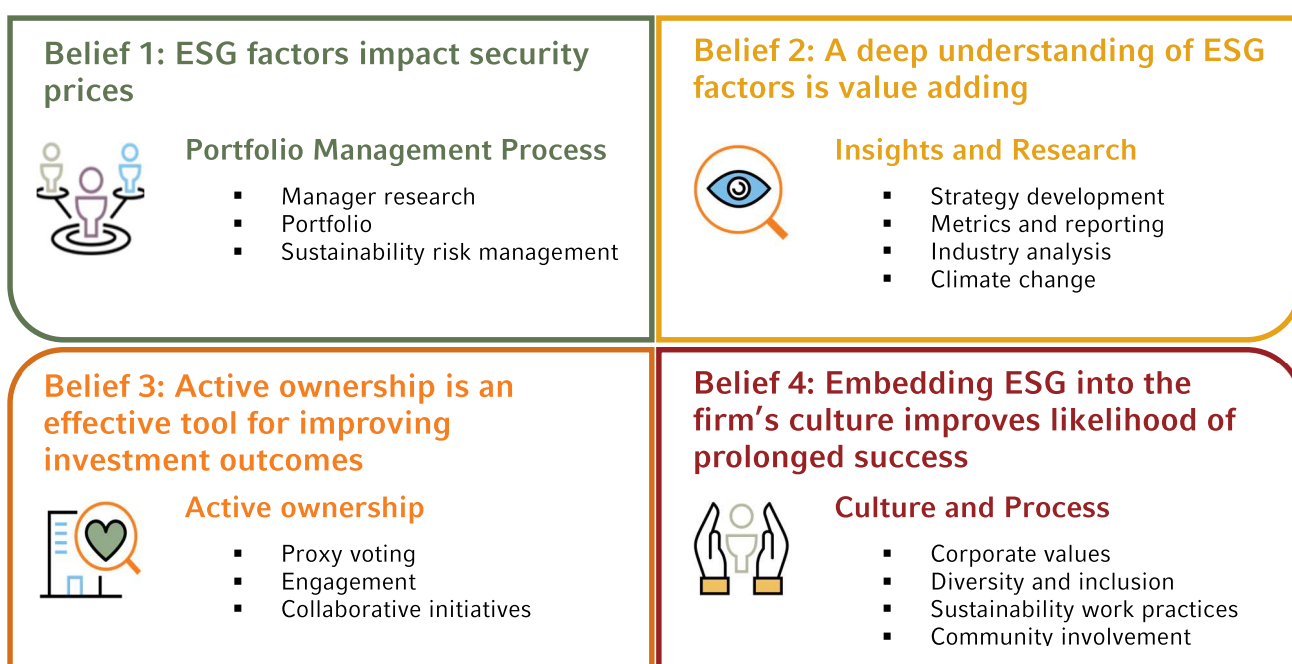 Belief 1: ESG factors impact security
prices
Portfolio Management Process
▪ Manager research
▪ Portfolio
▪ Sustainability risk management
Belief 2: A deep understanding of ESG
factors is value adding
Insights and Research
▪ Strategy development
▪ Metrics and reporting
▪ Industry analysis
▪ Climate change
Belief 3: Active ownership is an
effective tool for improving
investment outcomes
Active ownership
▪ Proxy voting
▪ Engagement
▪ Collaborative initiatives
Belief 4: Embedding ESG into the
firm's culture improves likelihood of
prolonged success
Culture and Process
▪ Corporate values
▪ Diversity and inclusion
▪ Sustainability work practices
▪ Community involvement